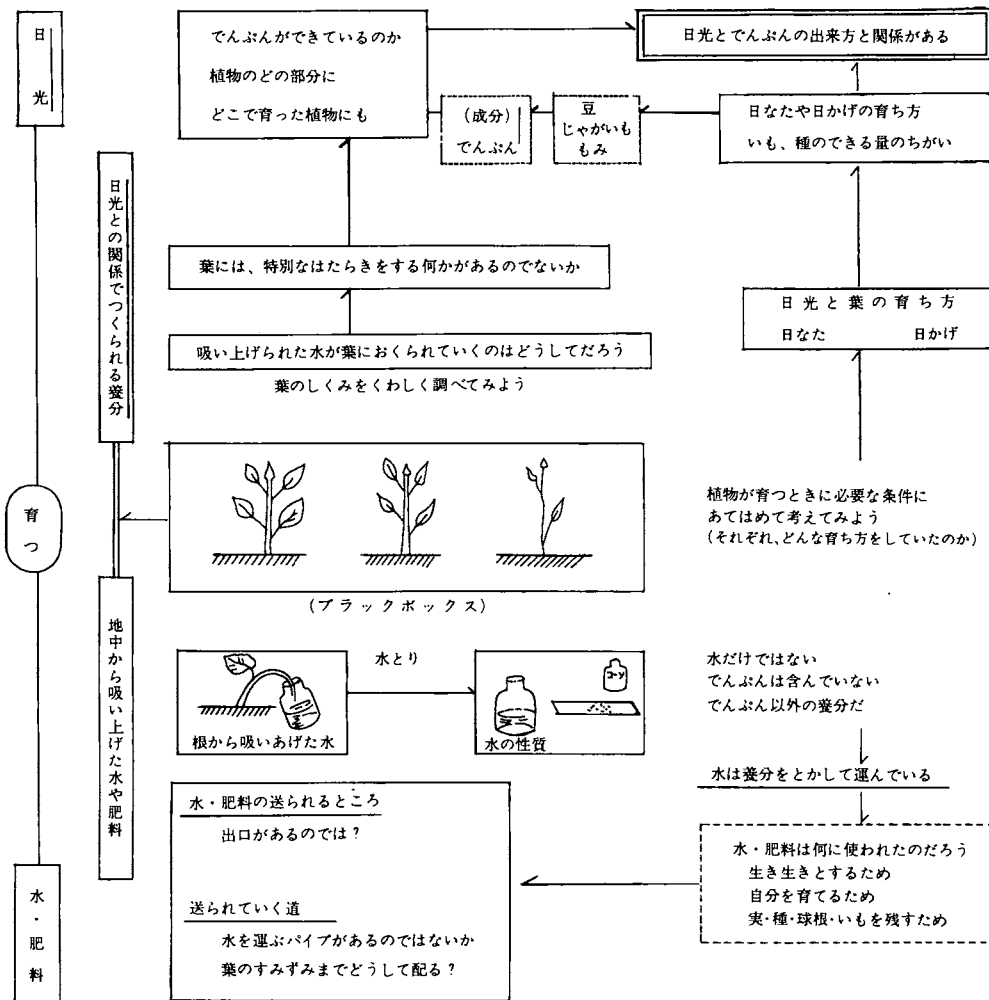 日光
でんぷんができているのか
植物のどの部分に
どこで育った植物にも
日光とでんぷんの出来方と関係がある
(成分)
でんぷん
豆
じゃがいも
もみ
日なたや日かげの育ち方
いも、種のできる量のちがい
日光との関係でつくられる養分
葉には、特別なはたらきをする何かがあるのでないか
日光と葉の育ち方
日なた 日かげ
吸い上げられた水が葉におくられていくのはどうしてだろう
葉のしくみをくわしく調べてみよう
育つ
植物が育つときに必要な条件に
あてはめて考えてみよう
(それぞれ、どんな育ち方をしていたのか)
(ブラックボックス)
地中から吸い上げた水や肥料
水とり
根から吸いあげた水
ヨーソ
水の性質
水だけではない
でんぷんは含んでいない
でんぷん以外の養分だ
水は養分をとかして運んでいる
水・肥料の送られるところ
出口があるのでは?
送られていく道
水を運ぶパイプがあるのではないか
葉のすみずみまでどうして配る?
水・肥料は何に使われたのだろう
生き生きとするため
自分を育てるため
実・種・球根・いもを残すため
水・肥料